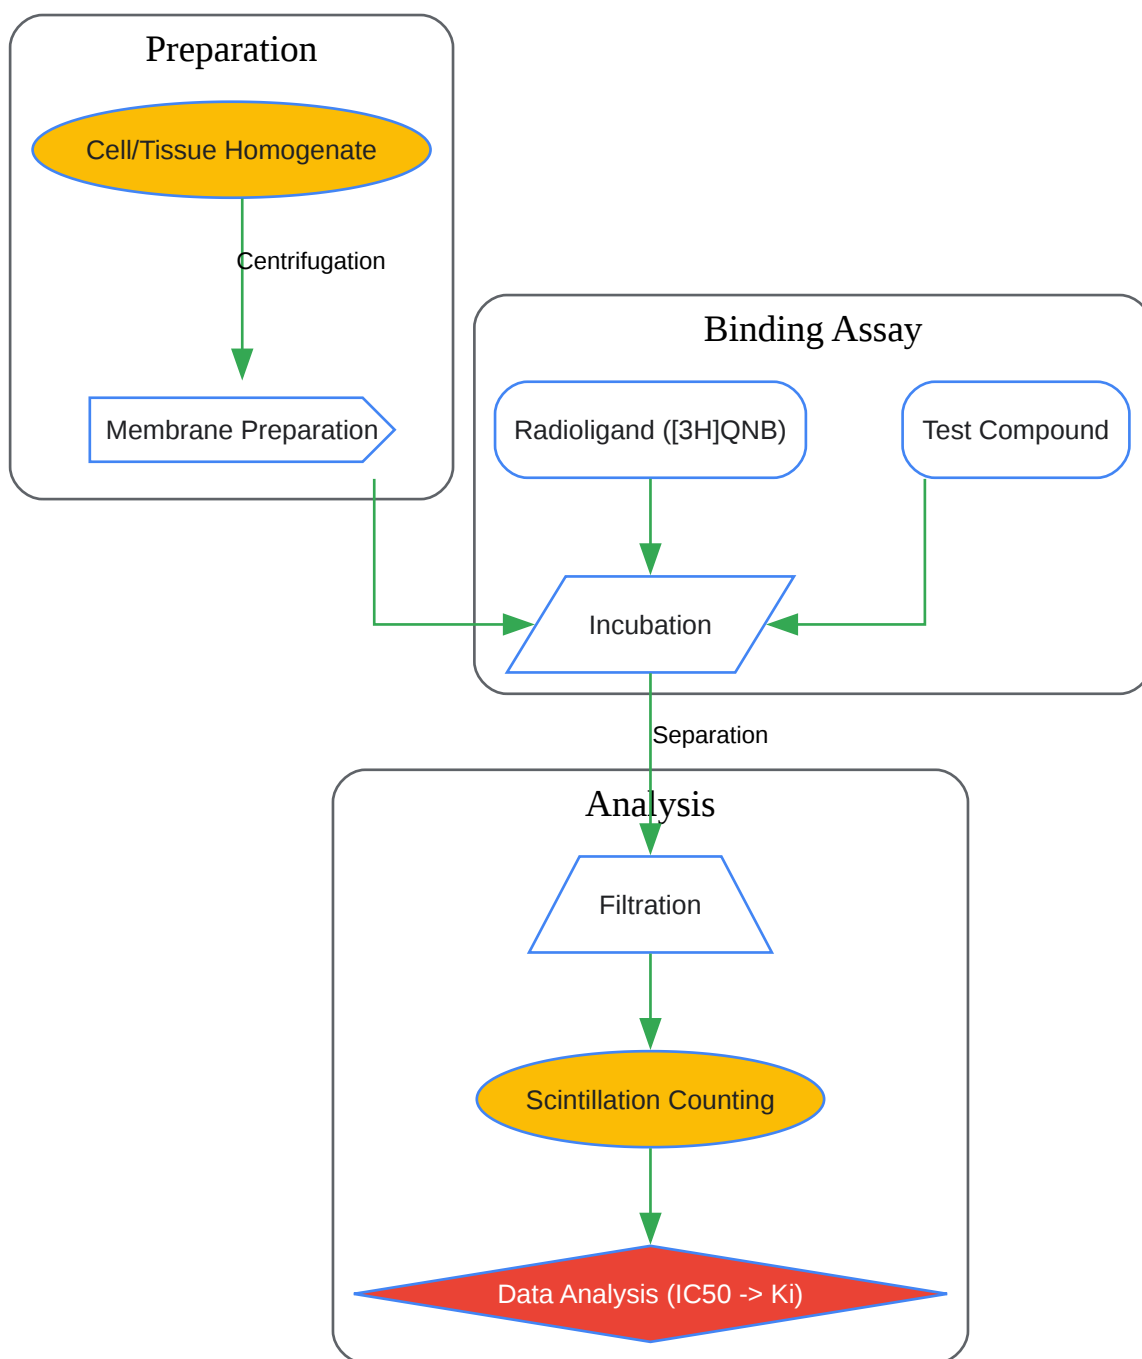 Preparation
Cell/Tissue Homogenate
Centrifugation
Membrane Preparation
Binding Assay
Radioligand ([3H]QNB)
Test Compound
Incubation
Separation
Analysis
Filtration
Scintillation Counting
Data Analysis (IC50 -> Ki)